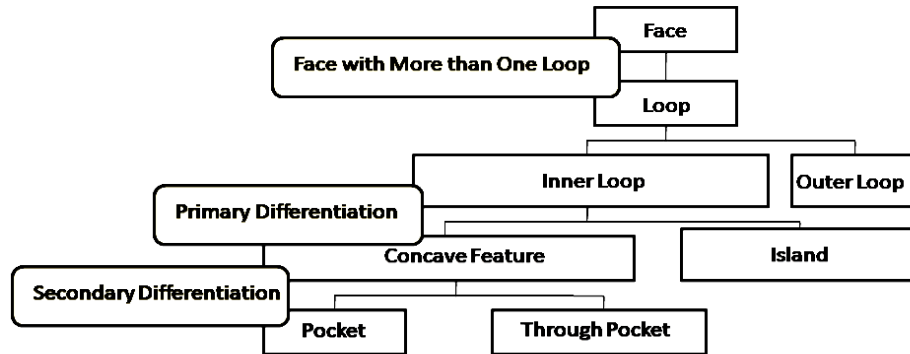 Face
Face with More than One Loop
Loop
Inner Loop
Outer Loop
Primary Differentiation
Concave Feature
Island
Secondary Differentiation
Pocket
Through Pocket